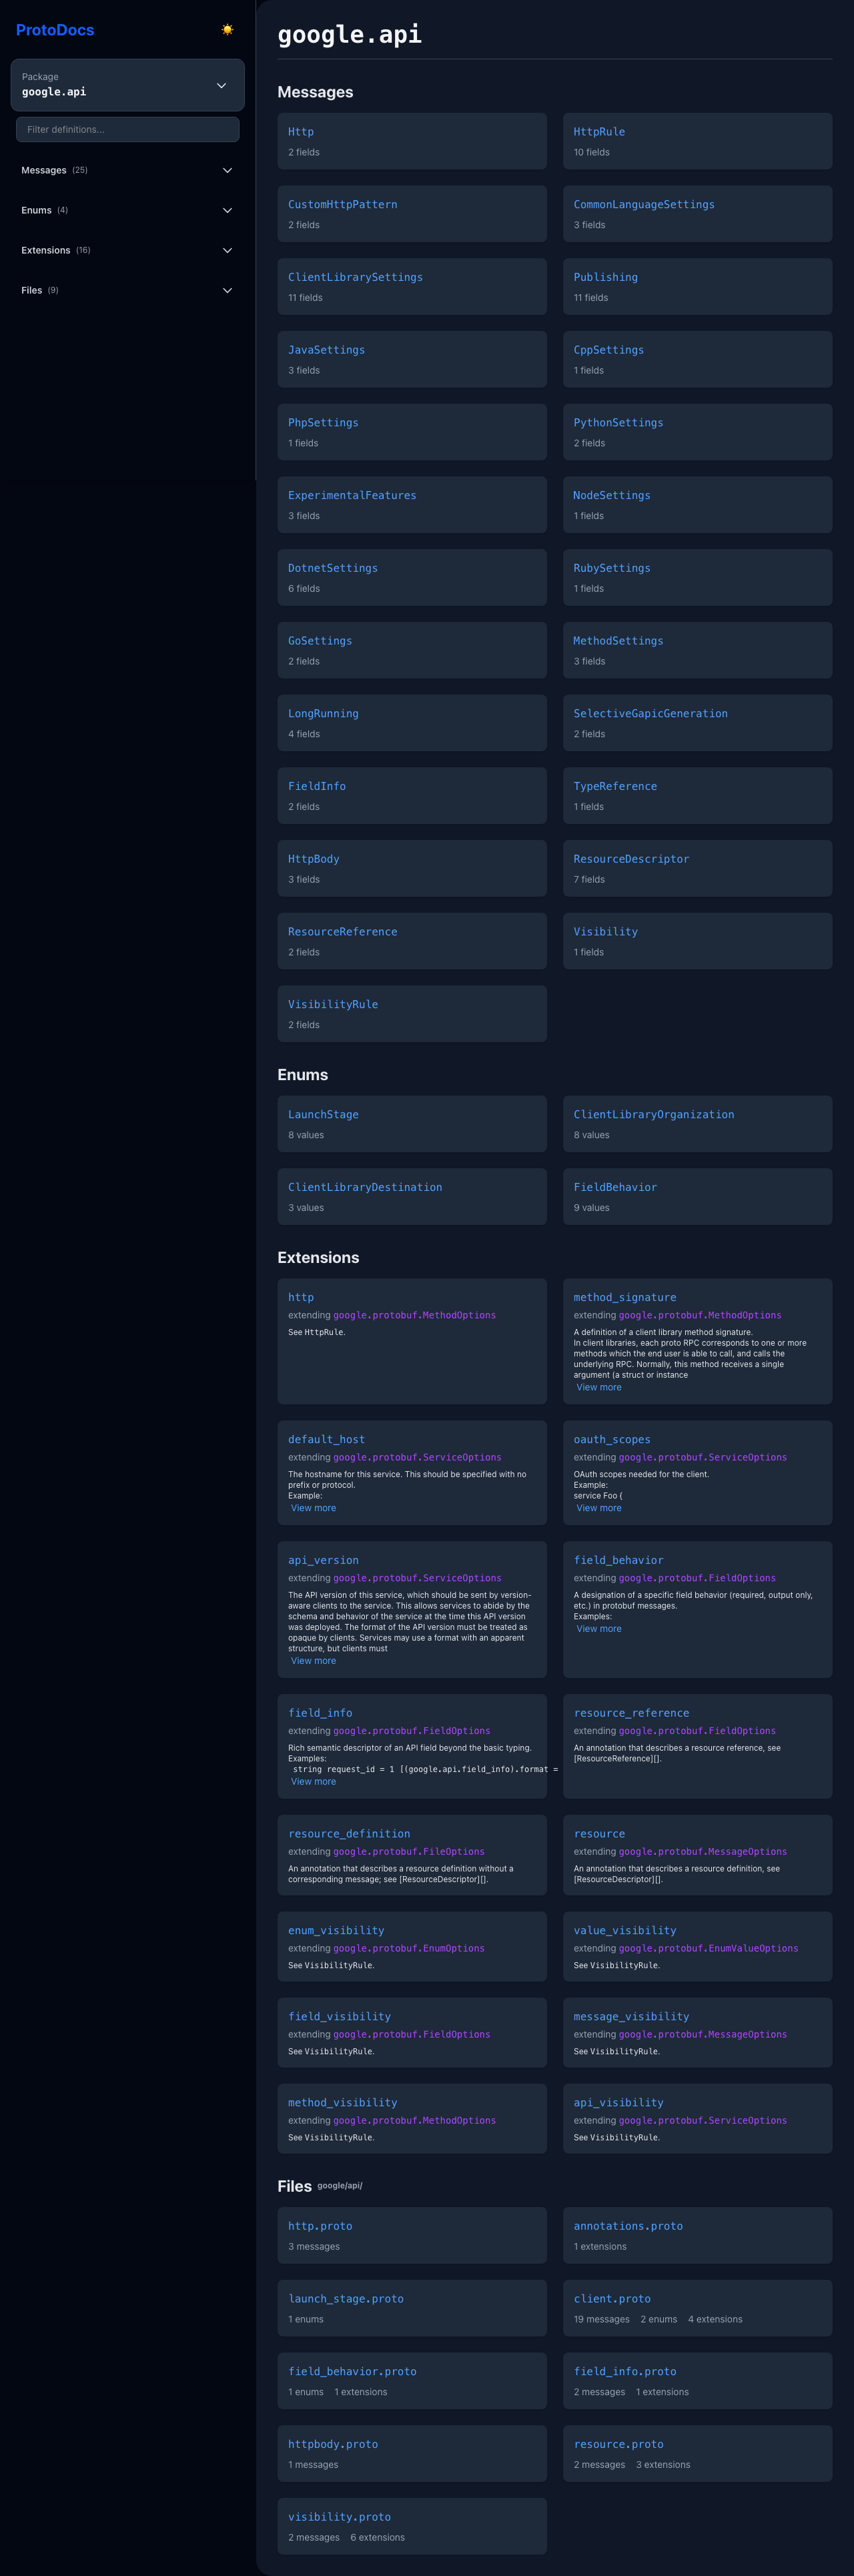 ProtoDocs
Package
google.api
Filter definitions...
Messages (25)
Enums (4)
Extensions (16)
Files (9)
google.api
Messages
Http
2 fields
HttpRule
10 fields
CustomHttpPattern
2 fields
CommonLanguageSettings
3 fields
ClientLibrarySettings
11 fields
Publishing
11 fields
JavaSettings
3 fields
CppSettings
1 fields
PhpSettings
1 fields
PythonSettings
2 fields
ExperimentalFeatures
3 fields
NodeSettings
1 fields
DotnetSettings
6 fields
RubySettings
1 fields
GoSettings
2 fields
MethodSettings
3 fields
LongRunning
4 fields
SelectiveGapicGeneration
2 fields
FieldInfo
2 fields
TypeReference
1 fields
HttpBody
3 fields
ResourceDescriptor
7 fields
ResourceReference
2 fields
Visibility
1 fields
VisibilityRule
2 fields
Enums
LaunchStage
8 values
ClientLibraryOrganization
8 values
ClientLibraryDestination
3 values
FieldBehavior
9 values
Extensions
http
extending google.protobuf.MethodOptions
See HttpRule.
method_signature
extending google.protobuf.MethodOptions
A definition of a client library method signature.
In client libraries, each proto RPC corresponds to one or more
methods which the end user is able to call, and calls the
underlying RPC. Normally, this method receives a single
argument (a struct or instance
View more
default_host
extending google.protobuf.ServiceOptions
The hostname for this service. This should be specified with no
prefix or protocol.
Example:
View more
oauth_scopes
extending google.protobuf.ServiceOptions
OAuth scopes needed for the client.
Example:
service Foo {
View more
api_version
extending google.protobuf.ServiceOptions
The API version of this service, which should be sent by version-
aware clients to the service. This allows services to abide by the
schema and behavior of the service at the time this API version
was deployed. The format of the API version must be treated as
opaque by clients. Services may use a format with an apparent
structure, but clients must
View more
field_behavior
extending google.protobuf.FieldOptions
A designation of a specific field behavior (required, output only,
etc.) in protobuf messages.
Examples:
View more
field_info
extending google.protobuf.FieldOptions
Rich semantic descriptor of an API field beyond the basic typing.
Examples:
string request_id = 1 [(google.api.field_info).format =
View more
resource_reference
extending google.protobuf.FieldOptions
An annotation that describes a resource reference, see
[ResourceReference][].
resource_definition
extending google.protobuf.FileOptions
An annotation that describes a resource definition without a
corresponding message; see [ResourceDescriptor][].
resource
extending google.protobuf.MessageOptions
An annotation that describes a resource definition, see
[ResourceDescriptor][].
enum_visibility
extending google.protobuf.EnumOptions
See VisibilityRule.
value_visibility
extending google.protobuf.EnumValueOptions
See VisibilityRule.
field_visibility
extending google.protobuf.FieldOptions
See VisibilityRule.
message_visibility
extending google.protobuf.MessageOptions
See VisibilityRule.
method_visibility
extending google.protobuf.MethodOptions
See VisibilityRule.
api_visibility
extending google.protobuf.ServiceOptions
See VisibilityRule.
Files google/api/
http.proto
3 messages
annotations.proto
1 extensions
launch_stage.proto
1 enums
client.proto
19 messages 2 enums 4 extensions
field_behavior.proto
1 enums 1 extensions
field_info.proto
2 messages 1 extensions
httpbody.proto
1 messages
resource.proto
2 messages 3 extensions
visibility.proto
2 messages 6 extensions